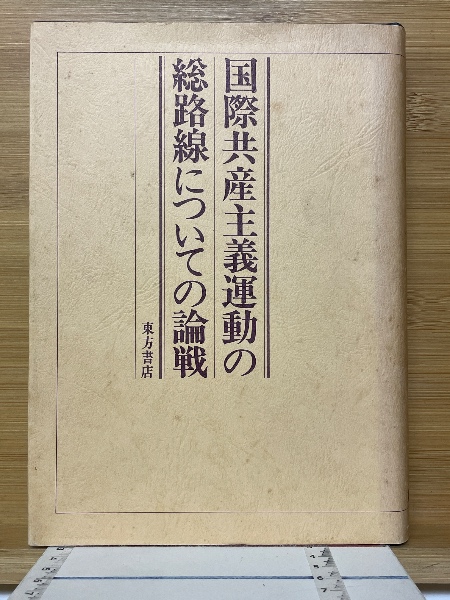 国際共産主義運動の
総路線についての論戦
東方書店